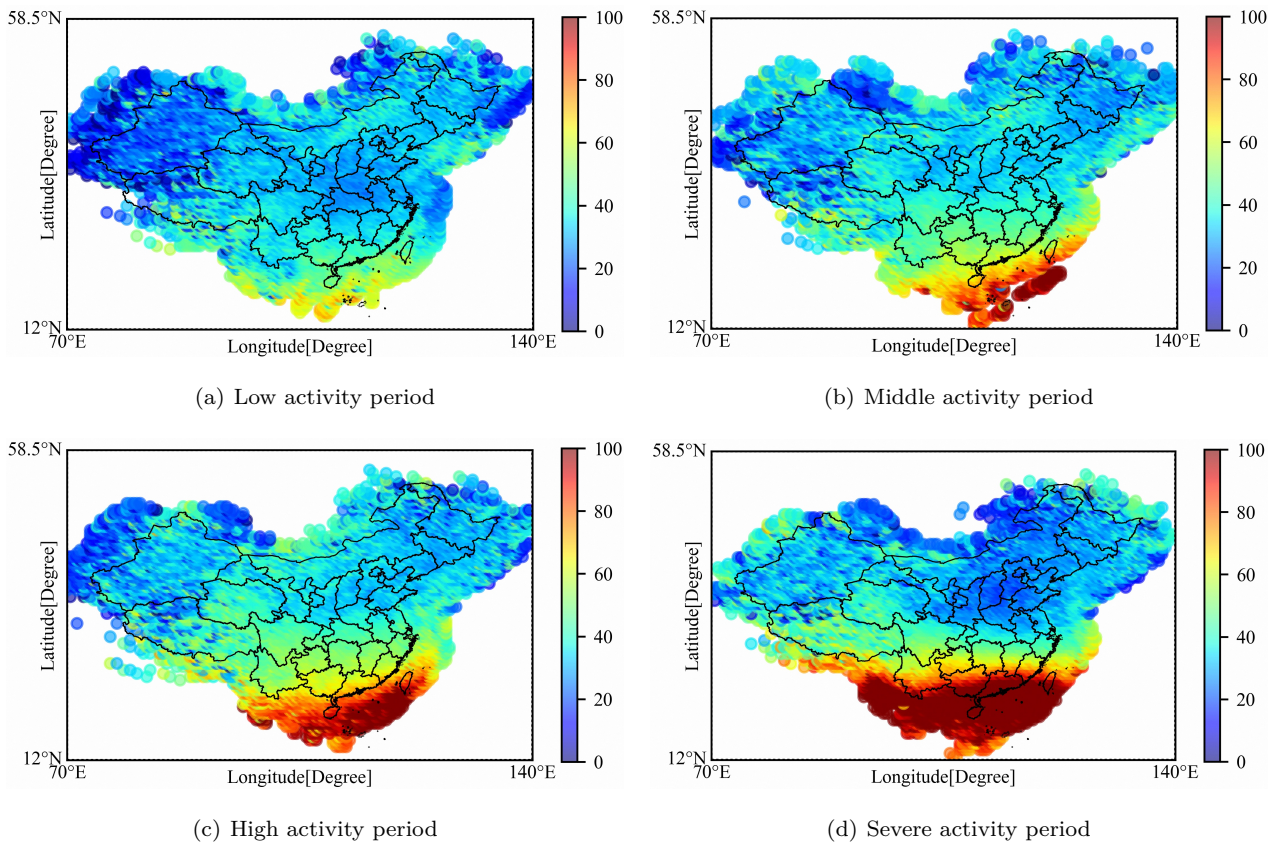 58.5°N
Latitude[Degree]
12°N
70°E
Longitude[Degree]
140°E
100
80
60
40
20
0
(a) Low activity period
58.5°N
Latitude[Degree]
12°N
70°E
Longitude[Degree]
140°E
100
80
60
40
20
0
(b) Middle activity period
58.5°N
Latitude[Degree]
12°N
70°E
Longitude[Degree]
140°E
100
80
60
40
20
0
(c) High activity period
58.5°N
Latitude[Degree]
12°N
70°E
Longitude[Degree]
140°E
100
80
60
40
20
0
(d) Severe activity period